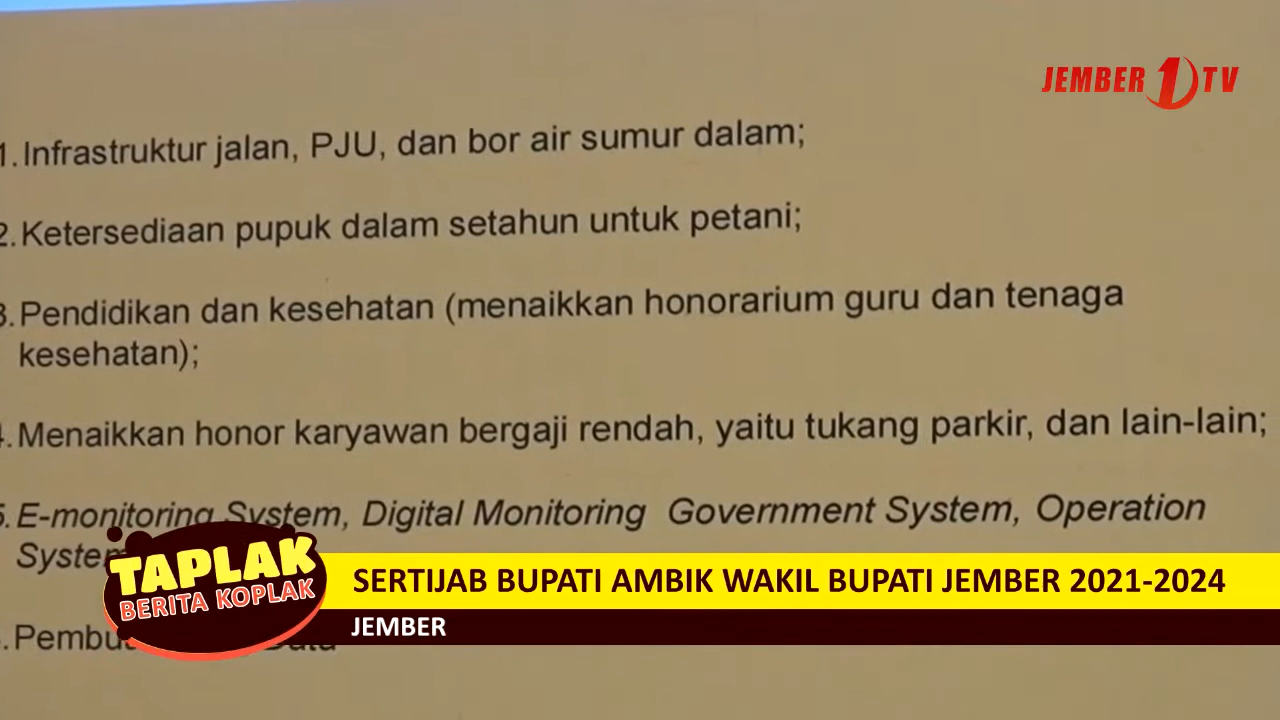 JEMBER 1 TV
1. Infrastruktur jalan, PJU, dan bor air sumur dalam;
2. Ketersediaan pupuk dalam setahun untuk petani;
3. Pendidikan dan kesehatan (menaikkan honorarium guru dan tenaga
kesehatan);
4. Menaikkan honor karyawan bergaji rendah, yaitu tukang parkir, dan lain-lain;
5. E-monitoring System, Digital Monitoring Government System, Operation
System
TAPLAK
BERITA KOPLAK
SERTIJAB BUPATI AMBIK WAKIL BUPATI JEMBER 2021-2024
JEMBER